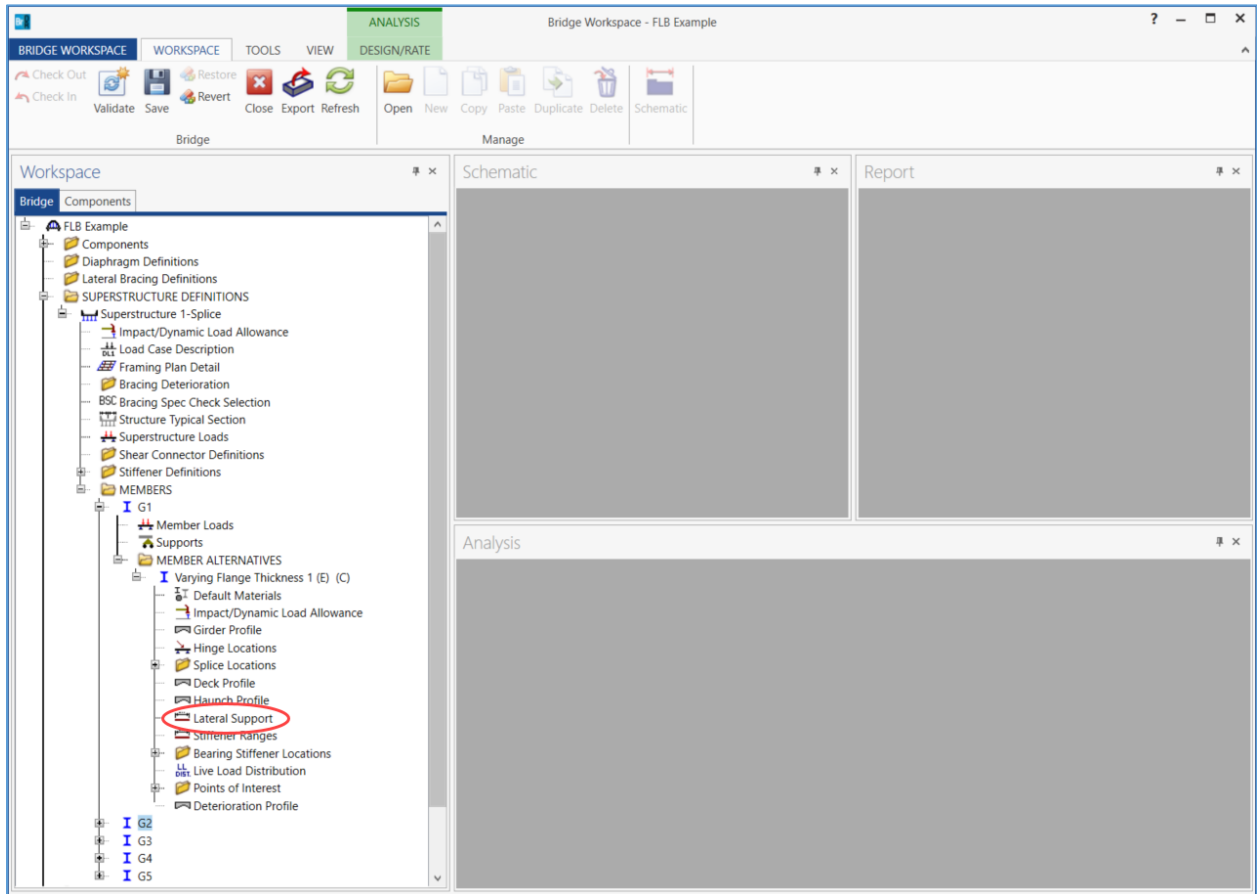 Br
ANALYSIS
Bridge Workspace - FLB Example
?
BRIDGE WORKSPACE WORKSPACE TOOLS VIEW DESIGN/RATE
Check Out
Check In
Validate
Save
Restore
Revert
Close Export Refresh
Open New Copy Paste Duplicate Delete Schematic
Bridge
Manage
Workspace
Bridge Components
FLB Example
Components
Diaphragm Definitions
Lateral Bracing Definitions
SUPERSTRUCTURE DEFINITIONS
Superstructure 1-Splice
Impact/Dynamic Load Allowance
DLS Load Case Description
Framing Plan Detail
Bracing Deterioration
BSC Bracing Spec Check Selection
Structure Typical Section
Superstructure Loads
Shear Connector Definitions
Stiffener Definitions
MEMBERS
G1
Member Loads
Supports
MEMBER ALTERNATIVES
Varying Flange Thickness 1 (E) (C)
Default Materials
Impact/Dynamic Load Allowance
Girder Profile
Hinge Locations
Splice Locations
Deck Profile
Haunch Profile
Lateral Support
Stiffener Ranges
Bearing Stiffener Locations
LL DIST. Live Load Distribution
Points of Interest
Deterioration Profile
G2
G3
G4
G5
Schematic
Report
Analysis